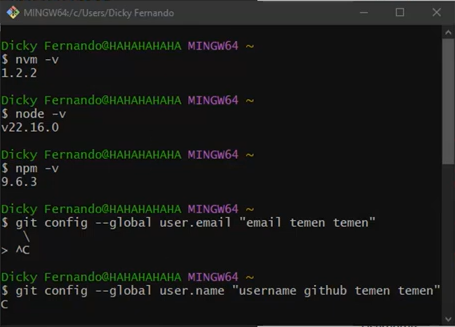 MINGW64:/c/Users/Dicky Fernando
Dicky Fernando@HAHAHAHAHA MINGW64 ~
$ nvm -v
1.2.2
Dicky Fernando@HAHAHAHAHA MINGW64 ~
$ node -v
v22.16.0
Dicky Fernando@HAHAHAHAHA MINGW64 ~
$ npm -v
9.6.3
Dicky Fernando@HAHAHAHAHA MINGW64 ~
$ git config --global user.email "email temen temen"
\
> ^C
Dicky Fernando@HAHAHAHAHA MINGW64 ~
$ git config --global user.name "username github temen temen"
C